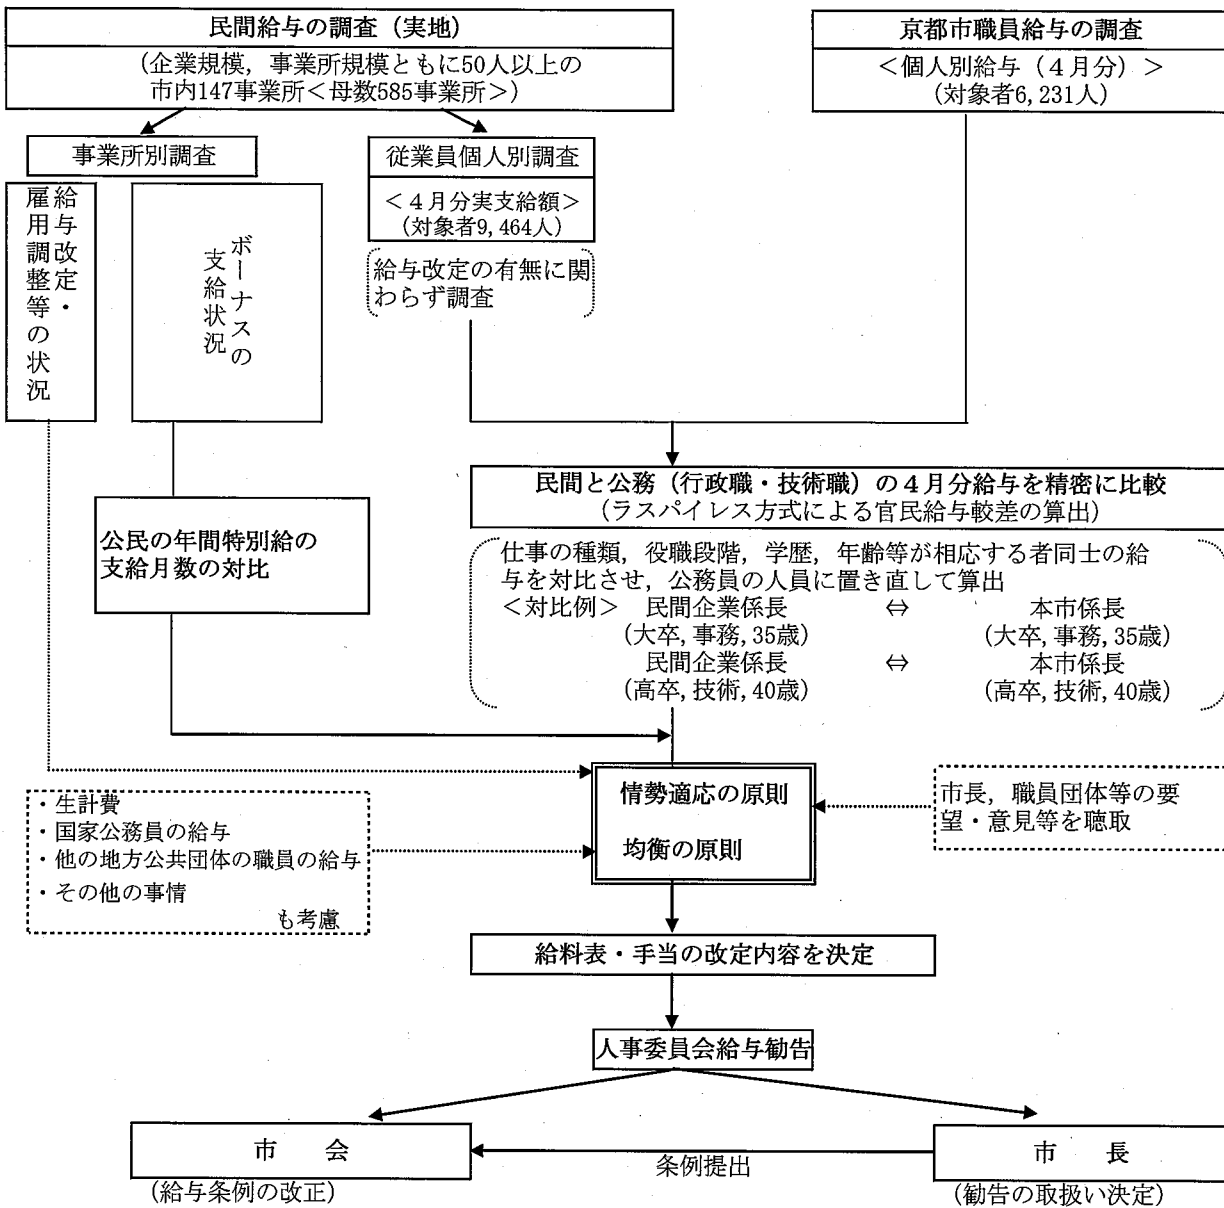 民間給与の調査（実地）
（企業規模，事業所規模ともに50人以上の
市内147事業所＜母数585事業所＞）
京都市職員給与の調査
＜個人別給与（４月分）＞
（対象者6,231人）
事業所別調査
従業員個人別調査
＜４月分実支給額＞
（対象者9,464人）
給与改定の有無に関
わらず調査
給与改定・
雇用調整等の状況
ボーナスの
支給状況
民間と公務（行政職・技術職）の４月分給与を精密に比較
（ラスパイレス方式による官民給与較差の算出）
公民の年間特別給の
支給月数の対比
仕事の種類，役職段階，学歴，年齢等が相応する者同士の給
与を対比させ，公務員の人員に置き直して算出
＜対比例＞ 民間企業係長 ⇔ 本市係長
（大卒,事務,35歳） （大卒,事務,35歳）
民間企業係長 ⇔ 本市係長
（高卒,技術,40歳） （高卒,技術,40歳）
情勢適応の原則
均衡の原則
・生計費
・国家公務員の給与
・他の地方公共団体の職員の給与
・その他の事情
も考慮
市長，職員団体等の要
望・意見等を聴取
給料表・手当の改定内容を決定
人事委員会給与勧告
市　会
（給与条例の改正）
条例提出
市　長
（勧告の取扱い決定）